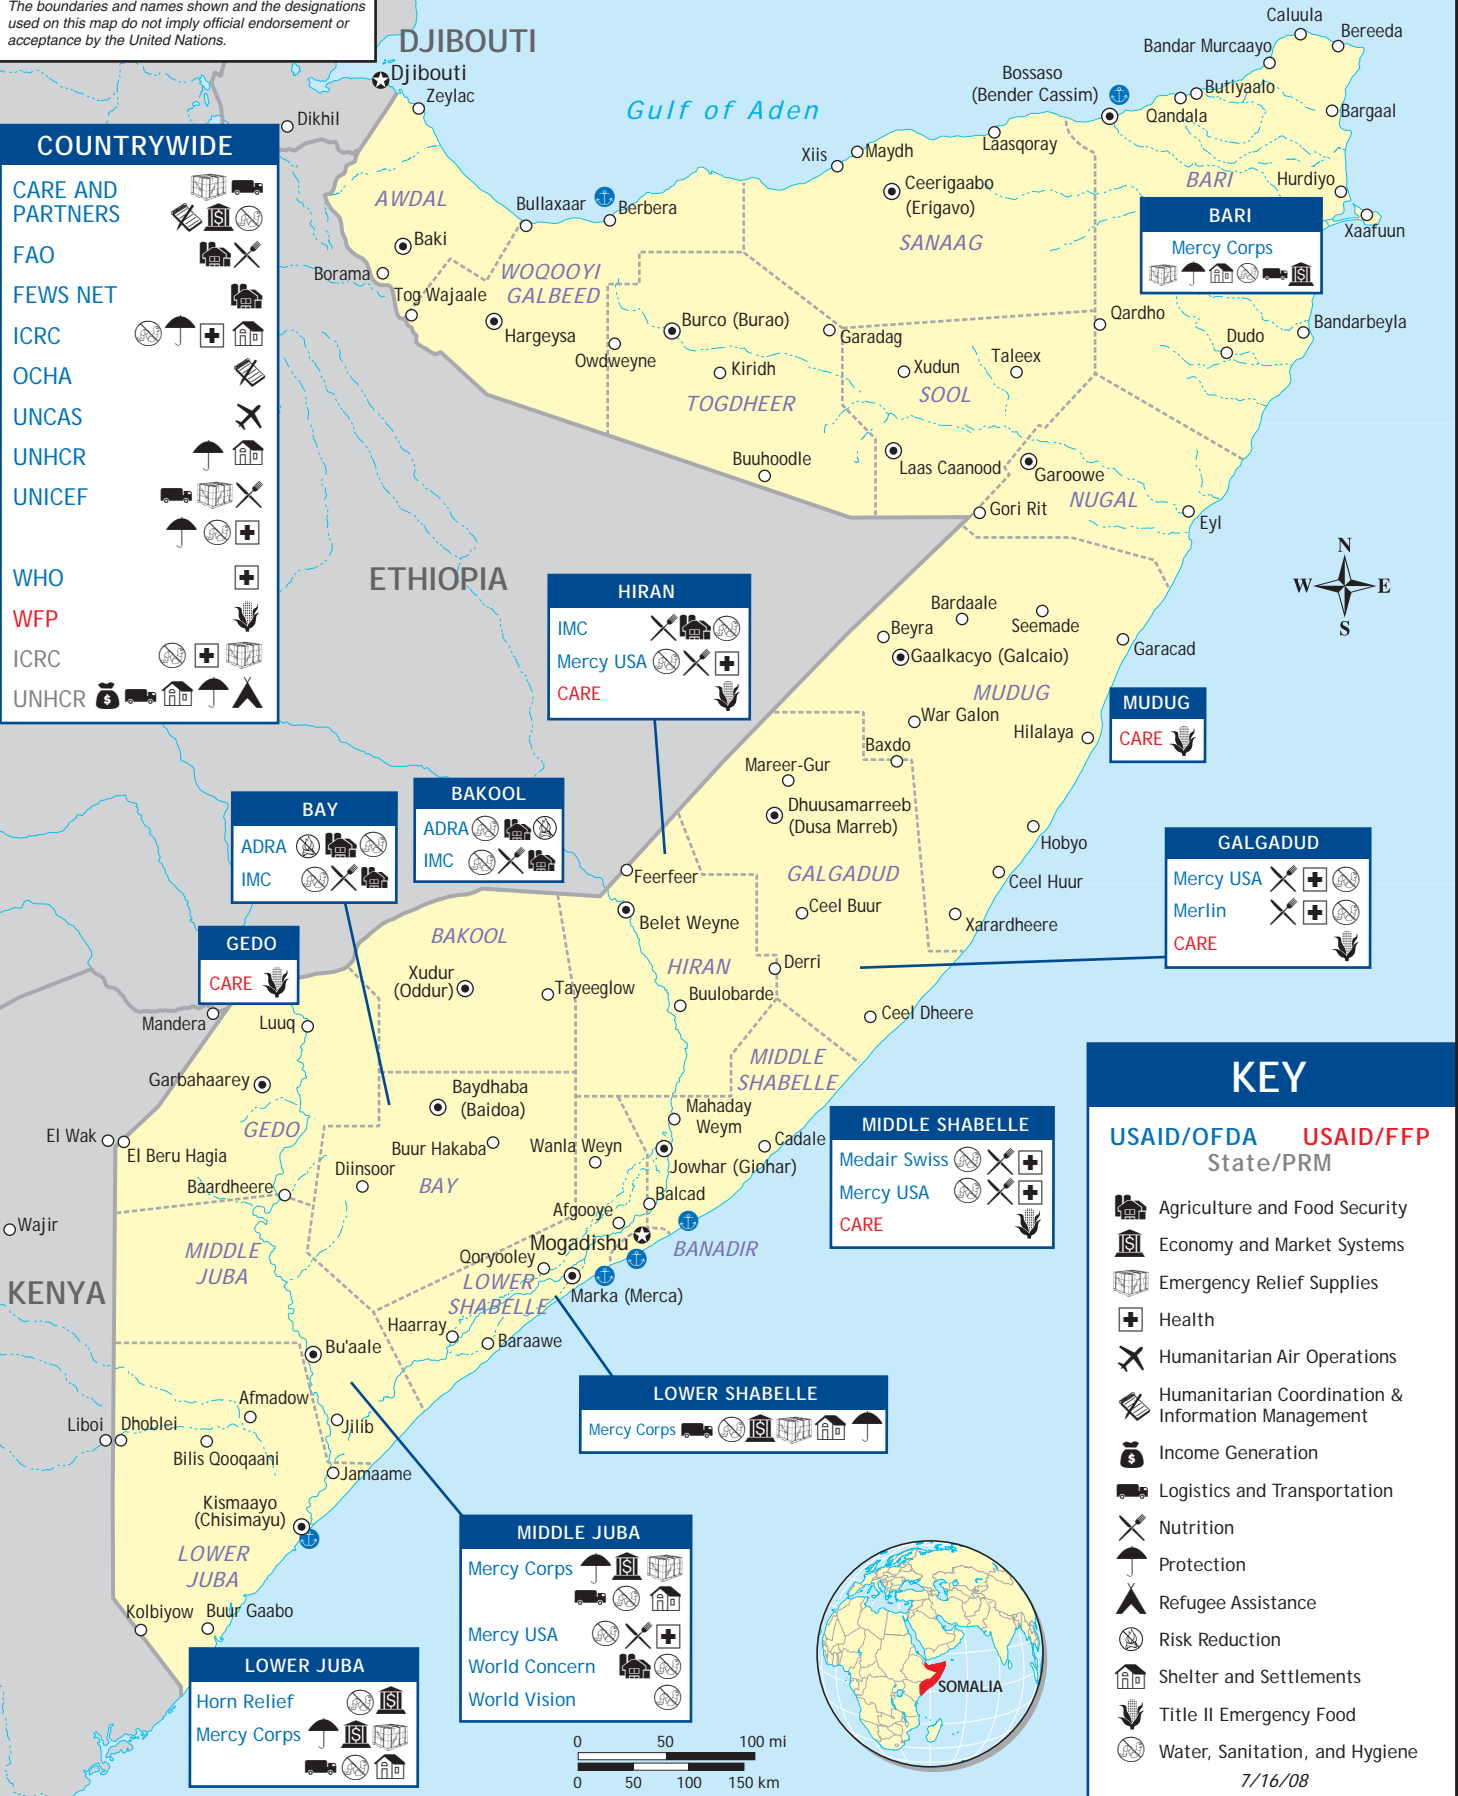 The boundaries and names shown and the designations
used on this map do not imply official endorsement or
acceptance by the United Nations.
DJIBOUTI
Djibouti
Zeylac
Dikhil
Gulf of Aden
Caluula
Bereeda
Bandar Murcaayo
Bossaso
(Bender Cassim)
Butiyaalo
Qandala
Bargaal
Laasqoray
Maydh
Xiis
Ceerigaabo
(Erigavo)
SANAAG
BARI
Hurdiyo
Xaafuun
BARI
Mercy Corps
AWDAL
Bullaxaar
Berbera
Baki
Borama
WOQOOYI
GALBEED
Tog Wajaale
Hargeysa
Owdweyne
Burco (Burao)
Kiridh
TOGDHEER
Garadag
Xudun
Taleex
SOOL
Qardho
Dudo
Bandarbeyla
Buuhoodle
Laas Caanood
Garoowe
NUGAL
Gori Rit
Eyl
COUNTRYWIDE
CARE AND
PARTNERS
FAO
FEWS NET
ICRC
OCHA
UNCAS
UNHCR
UNICEF
WHO
WFP
ICRC
UNHCR
ETHIOPIA
N
W
E
S
HIRAN
IMC
Mercy USA
CARE
Bardaale
Seemade
Beyra
Gaalkacyo (Galcaio)
Garacad
MUDUG
War Galon
Hilalaya
Baxdo
MUDUG
CARE
Mareer-Gur
Dhuusamarreeb
(Dusa Marreb)
Hobyo
GALGADUD
Ceel Huur
Ceel Buur
Xarardheere
GALGADUD
Mercy USA
Merlin
CARE
BAY
ADRA
IMC
BAKOOL
ADRA
IMC
Feerfeer
Belet Weyne
GEDO
CARE
BAKOOL
Xudur
(Oddur)
Tayeeglow
HIRAN
Derri
Buulobarde
Ceel Dheere
Mandera
Luuq
MIDDLE
SHABELLE
Garbahaarey
Baydhaba
(Baidoa)
Mahaday
Weym
El Wak
El Beru Hagia
GEDO
Buur Hakaba
Wanla Weyn
Cadale
Jowhar (Giohar)
Diinsoor
Baardheere
BAY
Balcad
Afgooye
Wajir
Mogadishu
BANADIR
MIDDLE
JUBA
Qoryooley
LOWER
SHABELLE
Marka (Merca)
KENYA
Haarray
Baraawe
Bu'aale
MIDDLE SHABELLE
Medair Swiss
Mercy USA
CARE
LOWER SHABELLE
Mercy Corps
Afmadow
Liboi
Dhoblei
Jilib
Bilis Qooqaani
Jamaame
Kismaayo
(Chisimayu)
LOWER
JUBA
Kolbiyow
Buur Gaabo
MIDDLE JUBA
Mercy Corps
Mercy USA
World Concern
World Vision
LOWER JUBA
Horn Relief
Mercy Corps
0 50 100 mi
0 50 100 150 km
SOMALIA
KEY
USAID/OFDA USAID/FFP
State/PRM
Agriculture and Food Security
Economy and Market Systems
Emergency Relief Supplies
Health
Humanitarian Air Operations
Humanitarian Coordination &
Information Management
Income Generation
Logistics and Transportation
Nutrition
Protection
Refugee Assistance
Risk Reduction
Shelter and Settlements
Title II Emergency Food
Water, Sanitation, and Hygiene
7/16/08